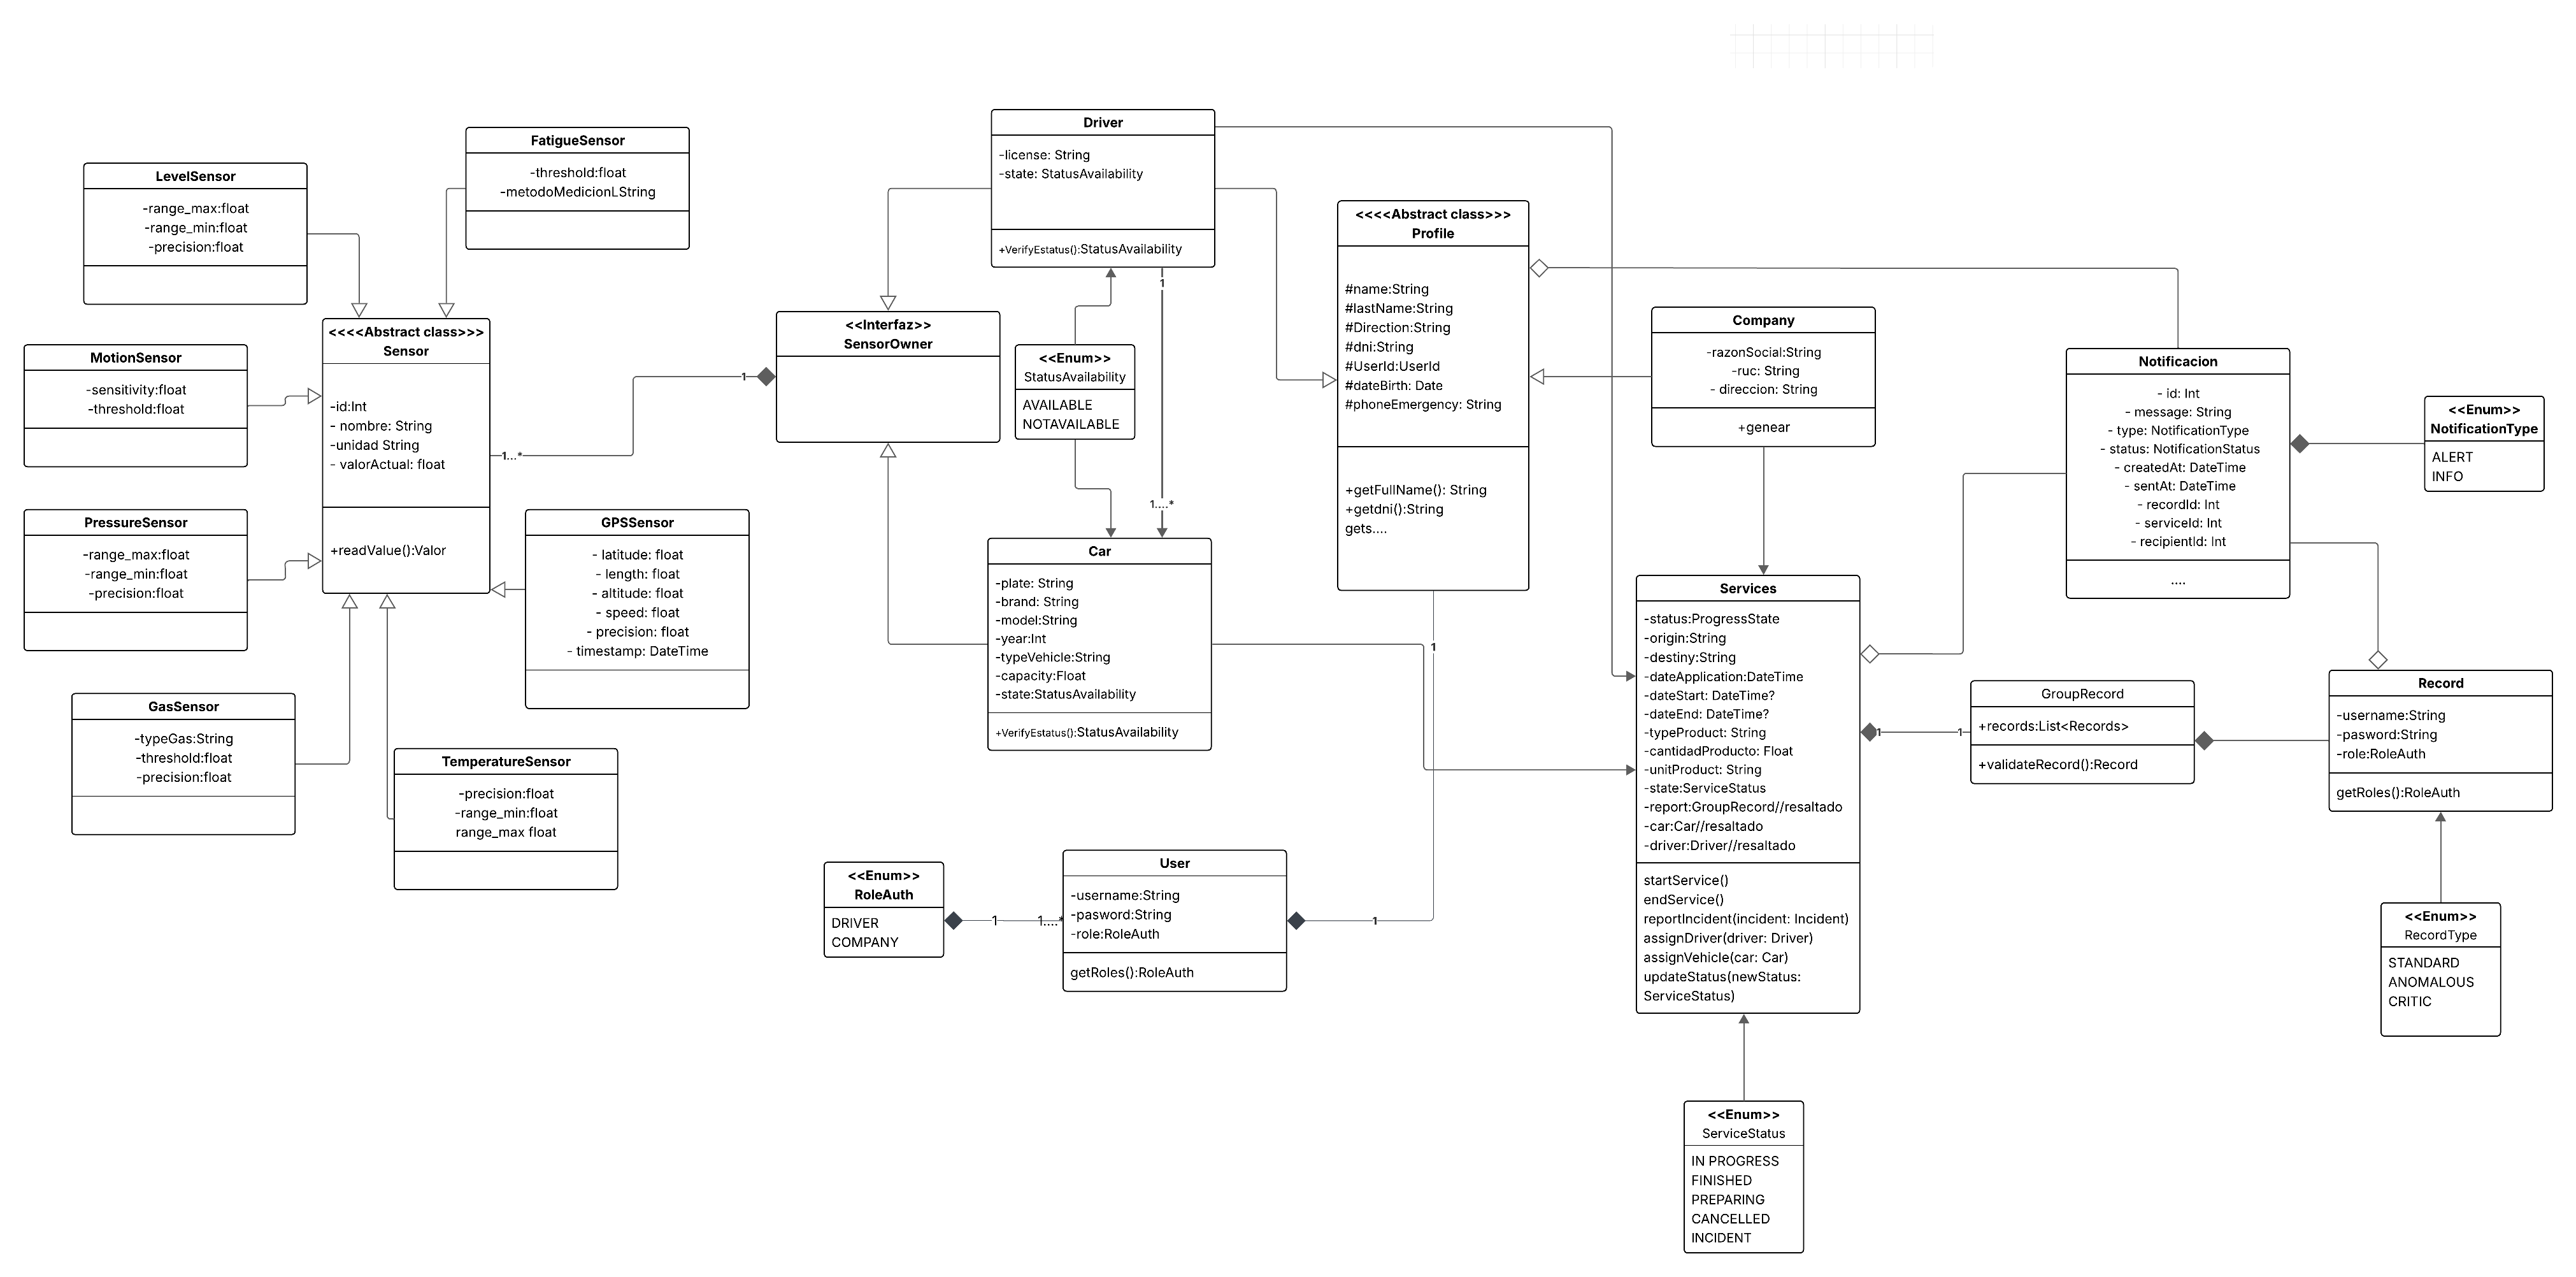 Driver
-license: String
-state: StatusAvailability
+VerifyEstatus():StatusAvailability
FatigueSensor
-threshold:float
-metodoMedicionLString
LevelSensor
-range_max:float
-range_min:float
-precision:float
<<<<Abstract class>>>
Sensor
-id:Int
- nombre: String
-unidad String
- valorActual: float
+readValue():Valor
MotionSensor
-sensitivity:float
-threshold:float
PressureSensor
-range_max:float
-range_min:float
-precision:float
GPSSensor
- latitude: float
- length: float
- altitude: float
- speed: float
- precision: float
- timestamp: DateTime
GasSensor
-typeGas:String
-threshold:float
-precision:float
TemperatureSensor
-precision:float
-range_min:float
range_max float
1...*
1
<<Interfaz>>
SensorOwner
<<Enum>>
StatusAvailability
AVAILABLE
NOTAVAILABLE
1
1....*
Car
-plate: String
-brand: String
-model:String
-year:Int
-typeVehicle:String
-capacity:Float
-state:StatusAvailability
+VerifyEstatus():StatusAvailability
<<<<Abstract class>>>
Profile
#name:String
#lastName:String
#Direction:String
#dni:String
#UserId:UserId
#dateBirth: Date
#phoneEmergency: String
+getFullName(): String
+getdni():String
gets....
1
1
<<Enum>>
RoleAuth
DRIVER
COMPANY
1
1....*
User
-username:String
-pasword:String
-role:RoleAuth
getRoles():RoleAuth
Company
-razonSocial:String
-ruc: String
- direccion: String
+genear
Services
-status:ProgressState
-origin:String
-destiny:String
-dateApplication:DateTime
-dateStart: DateTime?
-dateEnd: DateTime?
-typeProduct: String
-cantidadProducto: Float
-unitProduct: String
-state:ServiceStatus
-report:GroupRecord//resaltado
-car:Car//resaltado
-driver:Driver//resaltado
startService()
endService()
reportIncident(incident: Incident)
assignDriver(driver: Driver)
assignVehicle(car: Car)
updateStatus(newStatus:
ServiceStatus)
<<Enum>>
ServiceStatus
IN PROGRESS
FINISHED
PREPARING
CANCELLED
INCIDENT
Notificacion
- id: Int
- message: String
- type: NotificationType
- status: NotificationStatus
- createdAt: DateTime
- sentAt: DateTime
- recordId: Int
- serviceId: Int
- recipientId: Int
....
<<Enum>>
NotificationType
ALERT
INFO
1
1
GroupRecord
+records:List<Records>
+validateRecord():Record
Record
-username:String
-pasword:String
-role:RoleAuth
getRoles():RoleAuth
<<Enum>>
RecordType
STANDARD
ANOMALOUS
CRITIC